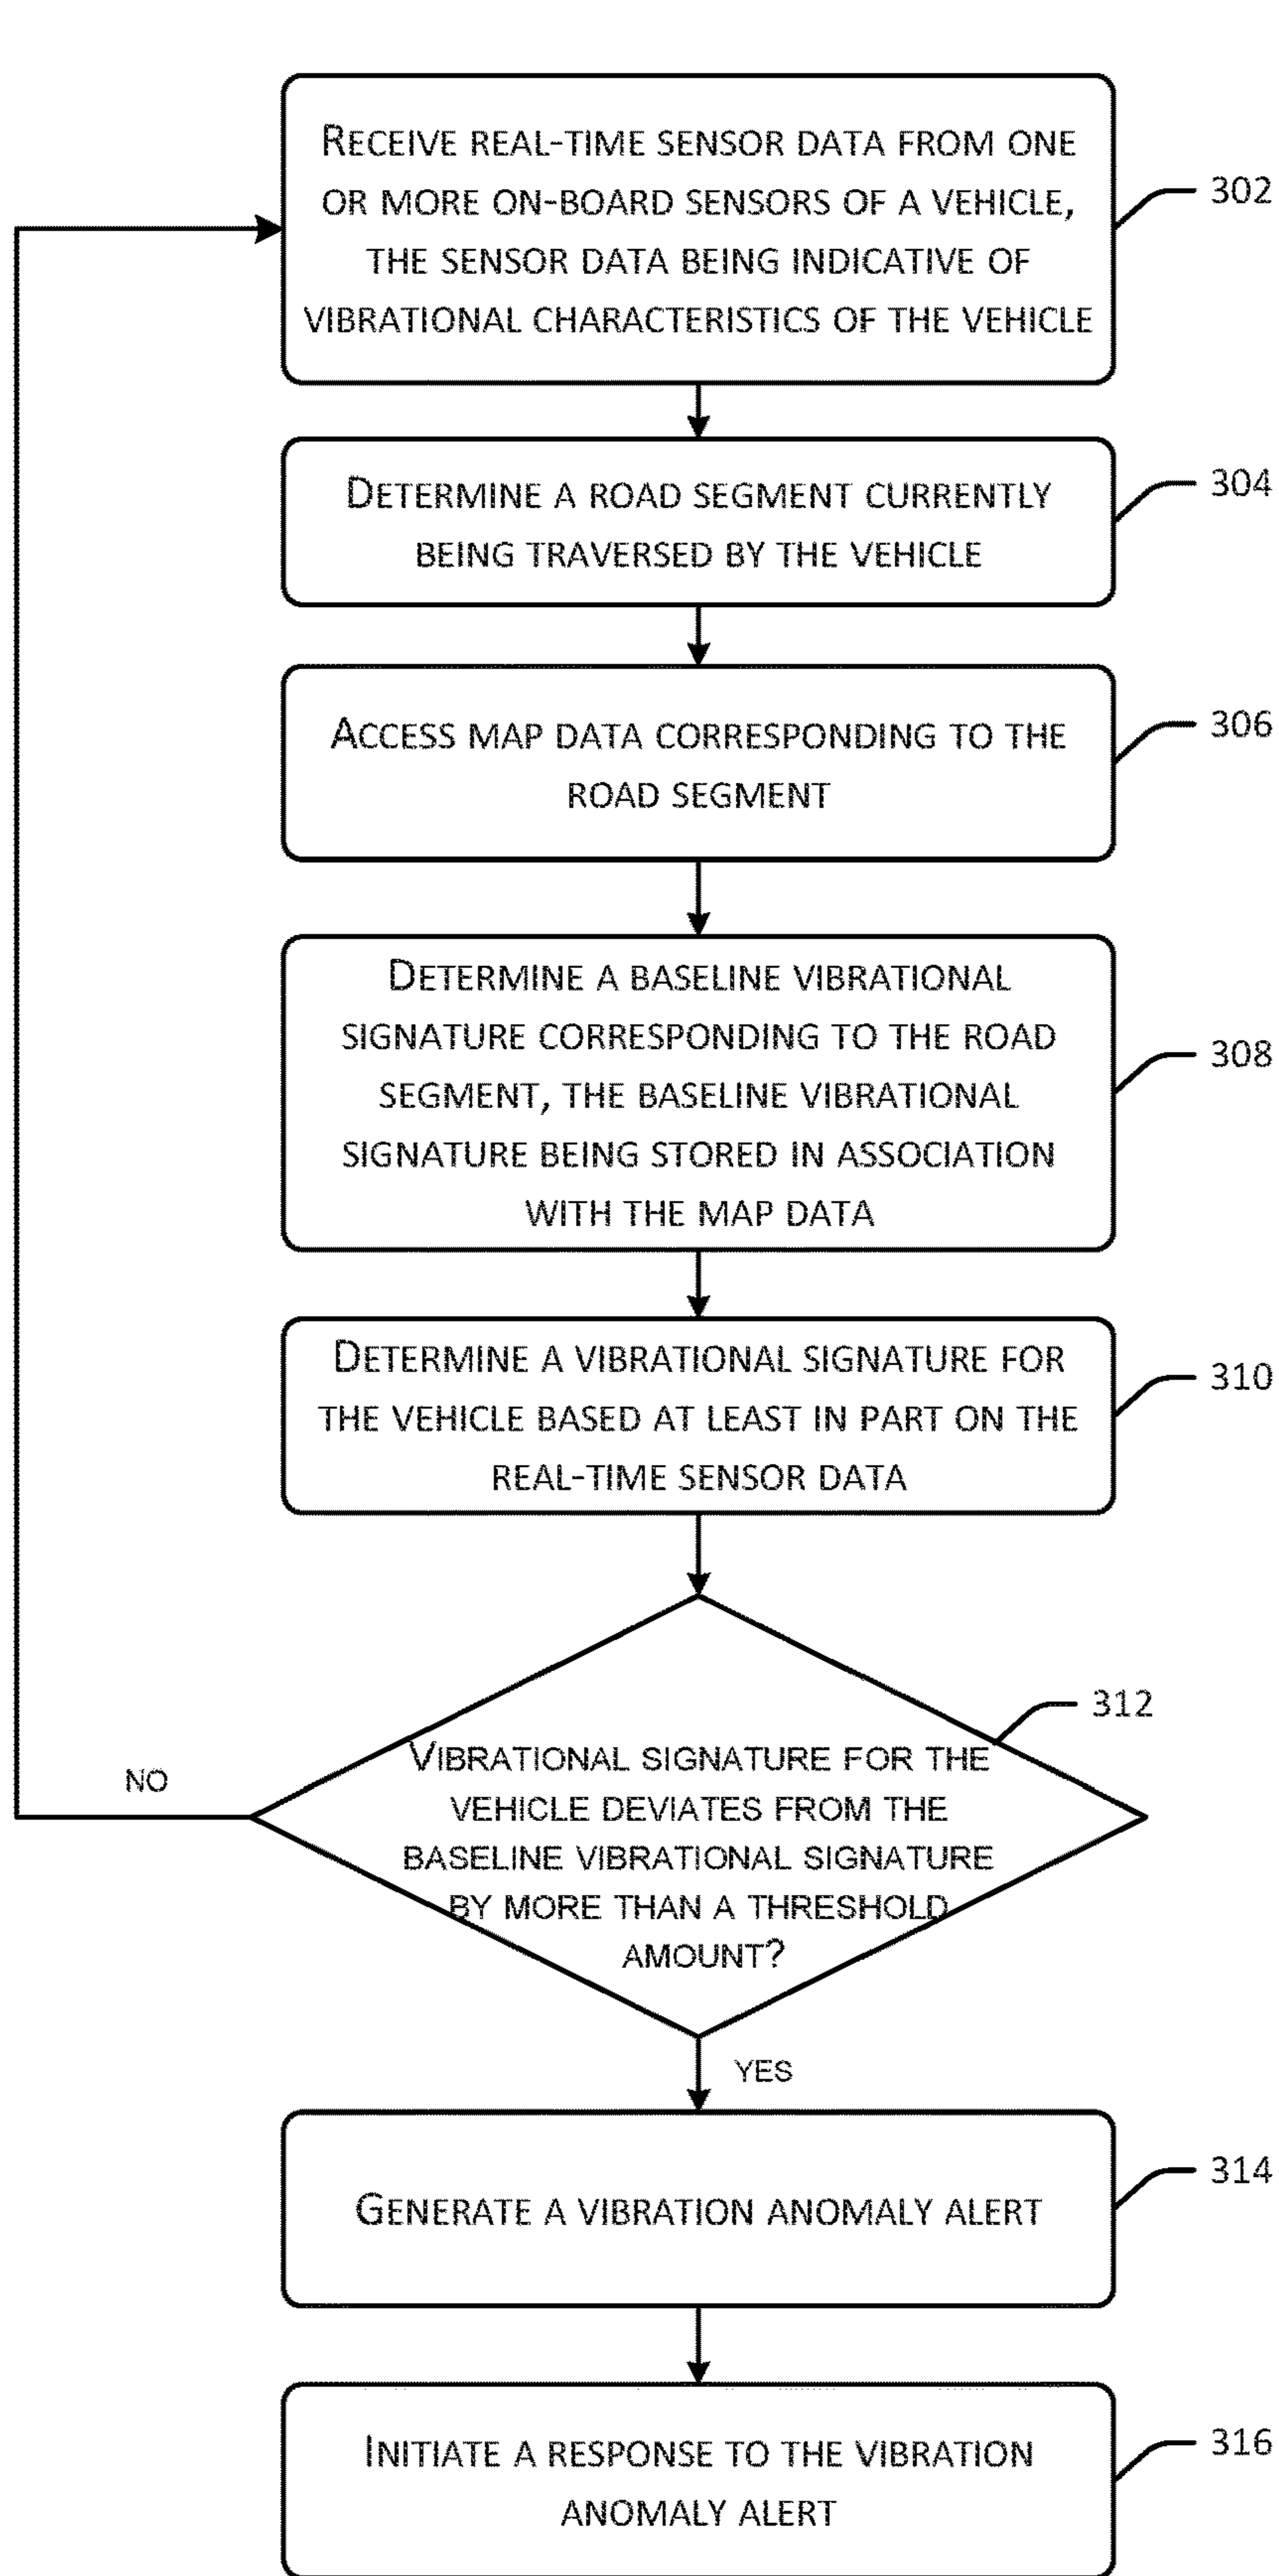 RECEIVE REAL-TIME SENSOR DATA FROM ONE
OR MORE ON-BOARD SENSORS OF A VEHICLE,
THE SENSOR DATA BEING INDICATIVE OF
VIBRATIONAL CHARACTERISTICS OF THE VEHICLE
302
DETERMINE A ROAD SEGMENT CURRENTLY
BEING TRAVERSED BY THE VEHICLE
304
ACCESS MAP DATA CORRESPONDING TO THE
ROAD SEGMENT
306
DETERMINE A BASELINE VIBRATIONAL
SIGNATURE CORRESPONDING TO THE ROAD
SEGMENT, THE BASELINE VIBRATIONAL
SIGNATURE BEING STORED IN ASSOCIATION
WITH THE MAP DATA
308
DETERMINE A VIBRATIONAL SIGNATURE FOR
THE VEHICLE BASED AT LEAST IN PART ON THE
REAL-TIME SENSOR DATA
310
312
VIBRATIONAL SIGNATURE FOR THE
VEHICLE DEVIATES FROM THE
BASELINE VIBRATIONAL SIGNATURE
BY MORE THAN A THRESHOLD
AMOUNT?
NO
YES
GENERATE A VIBRATION ANOMALY ALERT
314
INITIATE A RESPONSE TO THE VIBRATION
ANOMALY ALERT
316